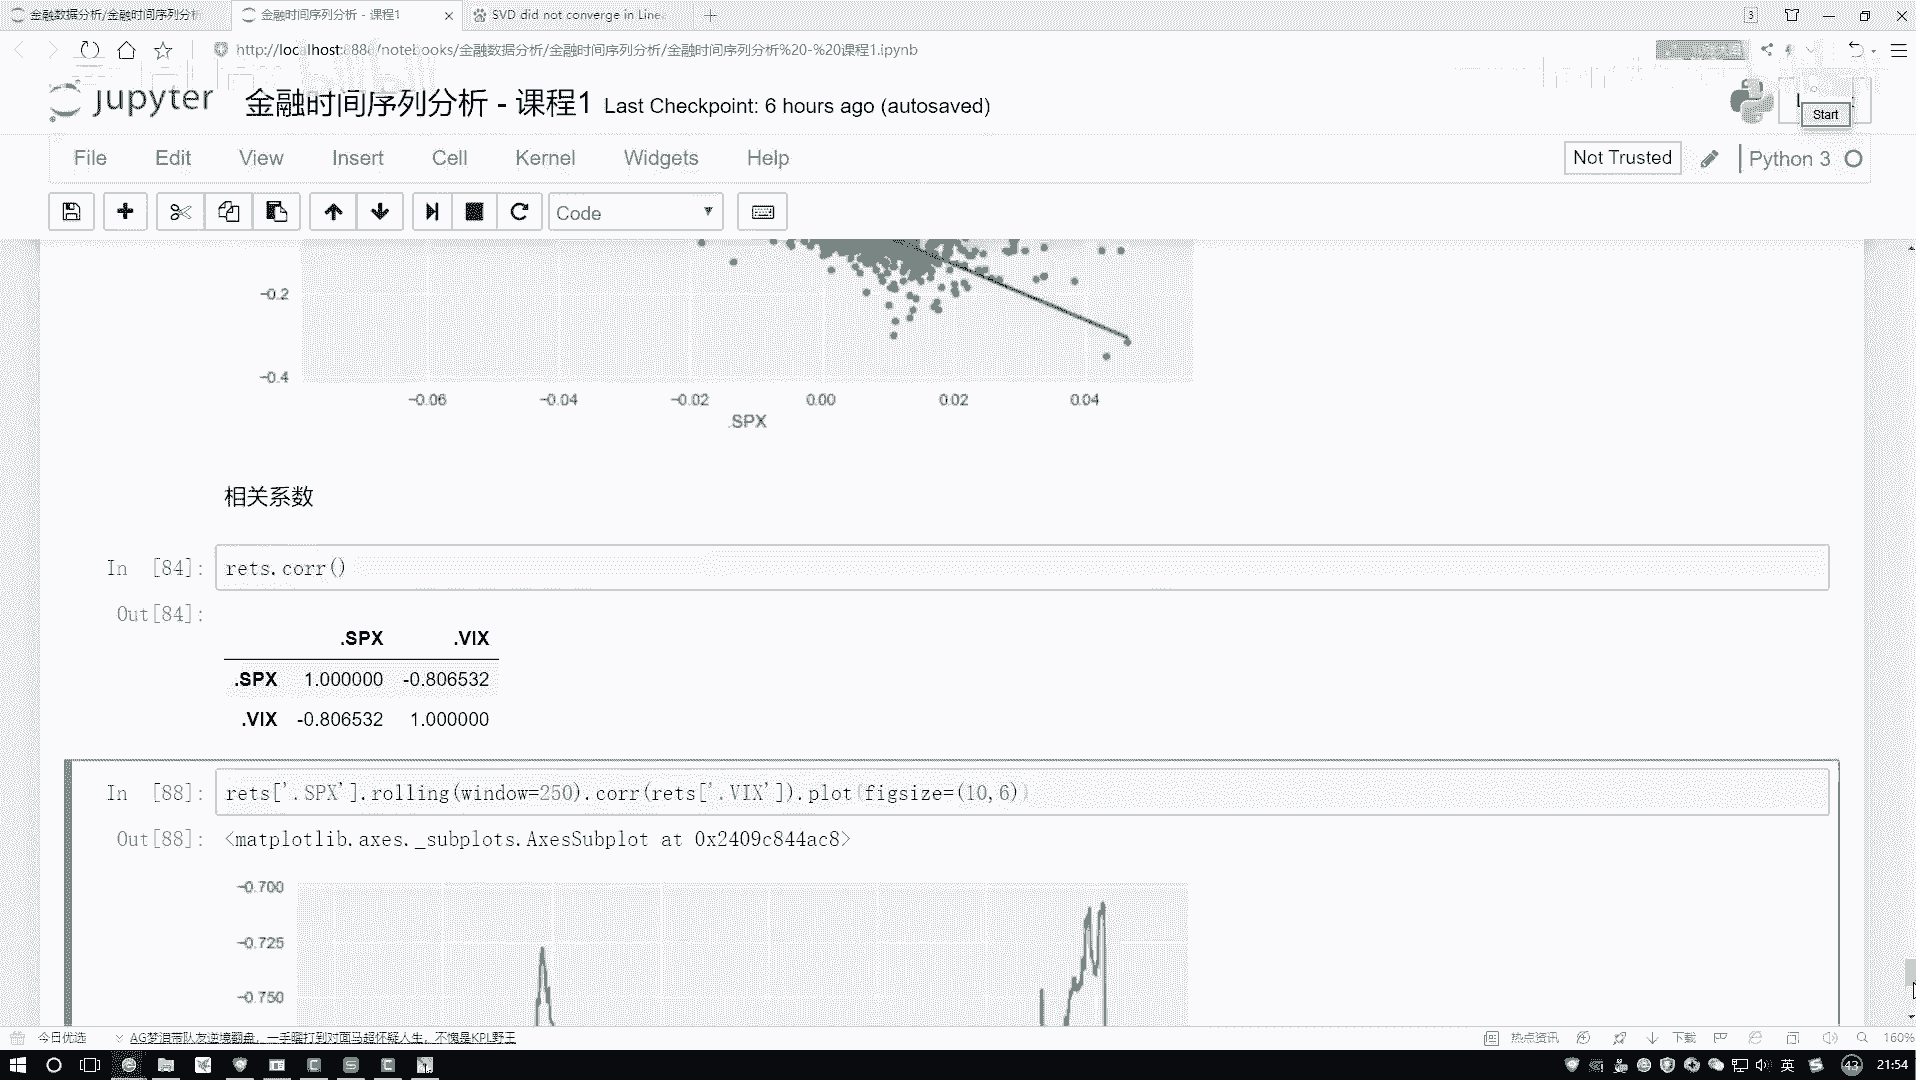 金融数据分析/金融时间序列分析 金融时间序列分析 - 课程1 SVD did not converge in Linea 3
http://localhost:8888/notebooks/金融数据分析/金融时间序列分析/金融时间序列分析%20-%20课程1.ipynb
jupyter 金融时间序列分析 - 课程1 Last Checkpoint: 6 hours ago (autosaved)
Start
File Edit View Insert Cell Kernel Widgets Help Not Trusted Python 3
Code
-0.2
-0.4
-0.06 -0.04 -0.02 0.00 0.02 0.04
.SPX
相关系数
In [84]: rets.corr()
Out[84]:
.SPX .VIX
.SPX 1.000000 -0.806532
.VIX -0.806532 1.000000
In [88]: rets['.SPX'].rolling(window=250).corr(rets['.VIX']).plot(figsize=(10,6))
Out[88]: <matplotlib.axes._subplots.AxesSubplot at 0x2409c844ac8>
-0.700
-0.725
-0.750
今日优选 AG梦泪带队友逆境翻盘，一手曜打到对面马超怀疑人生，不愧是KPL野王 热点资讯 下载 160%
英 43 21:54